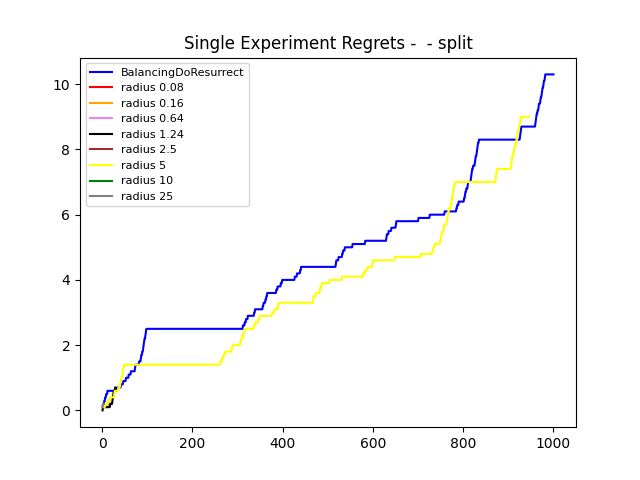 Single Experiment Regrets -  - split
BalancingDoResurrect
radius 0.08
radius 0.16
radius 0.64
radius 1.24
radius 2.5
radius 5
radius 10
radius 25
10
8
6
4
2
0
0 200 400 600 800 1000